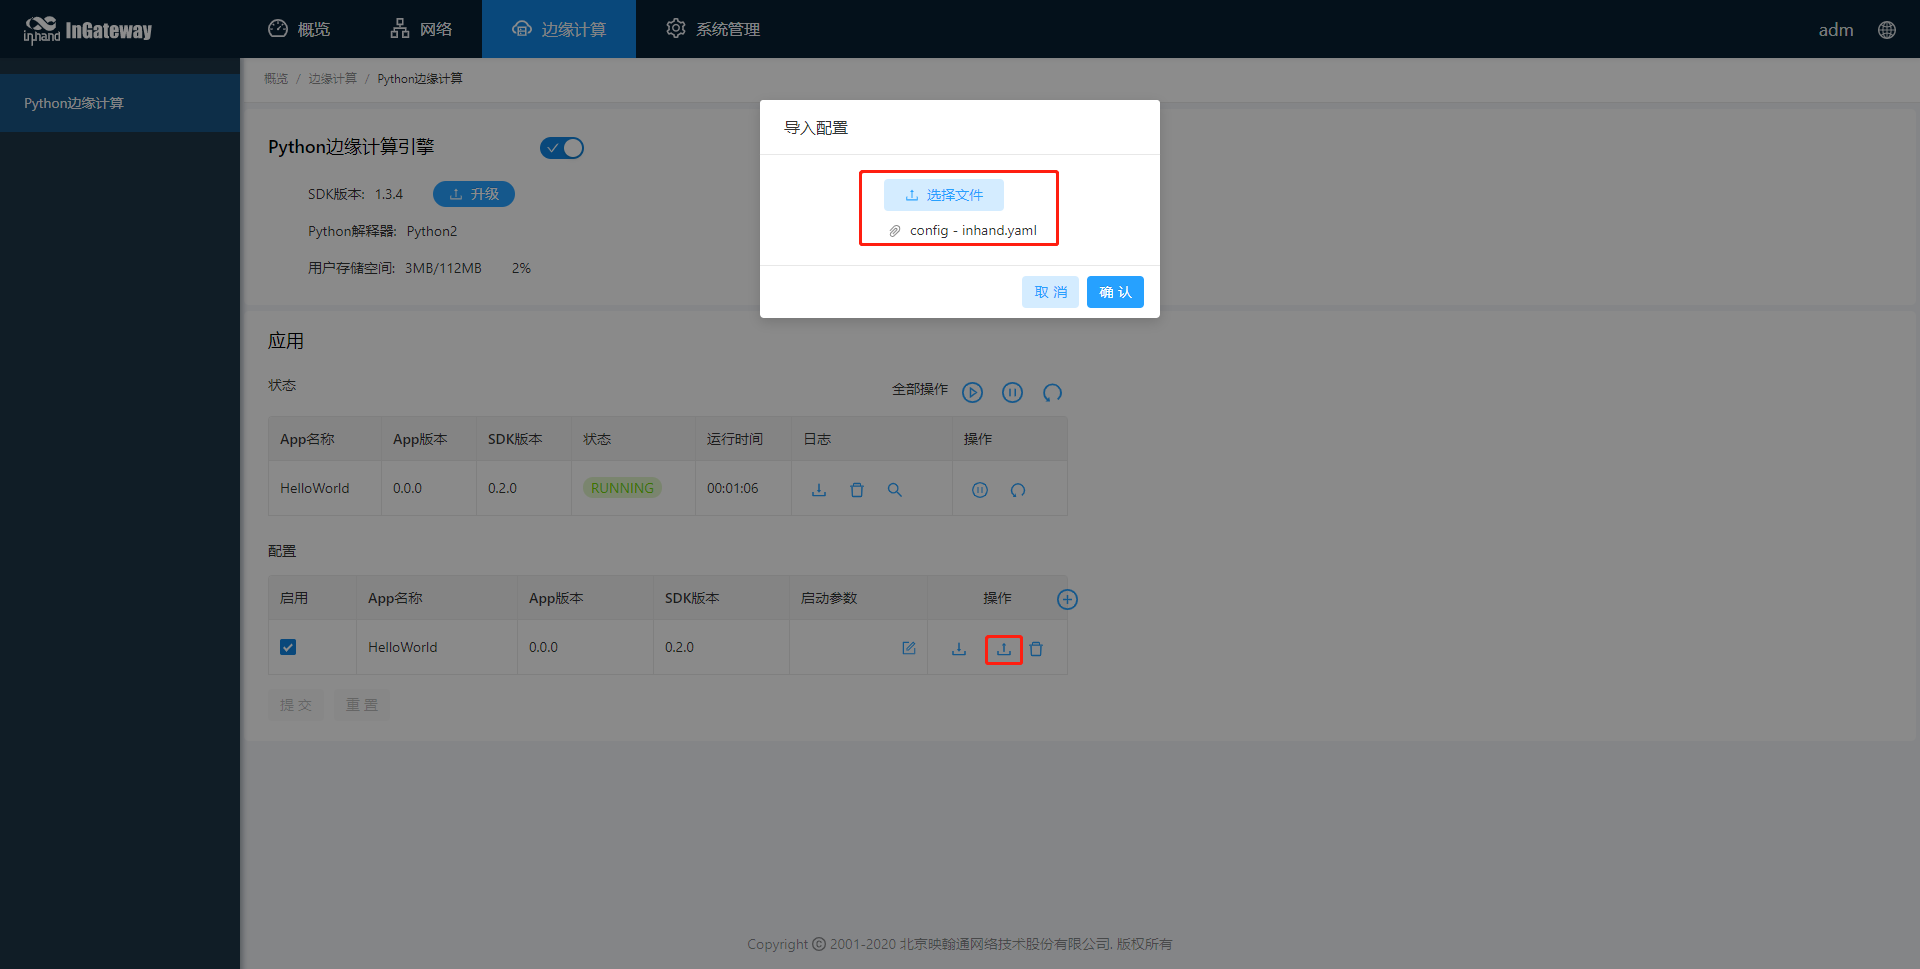 inhand InGateway
概览
网络
边缘计算
系统管理
adm
Python边缘计算
概览 / 边缘计算 / Python边缘计算
导入配置
选择文件
config - inhand.yaml
取 消
确 认
Python边缘计算引擎
SDK版本: 1.3.4
升级
Python解释器: Python2
用户存储空间: 3MB/112MB 2%
应用
状态
全部操作
App名称 App版本 SDK版本 状态 运行时间 日志 操作
HelloWorld 0.0.0 0.2.0 RUNNING 00:01:06
配置
启用 App名称 App版本 SDK版本 启动参数 操作
HelloWorld 0.0.0 0.2.0
提 交
重 置
Copyright © 2001-2020 北京映翰通网络技术股份有限公司. 版权所有